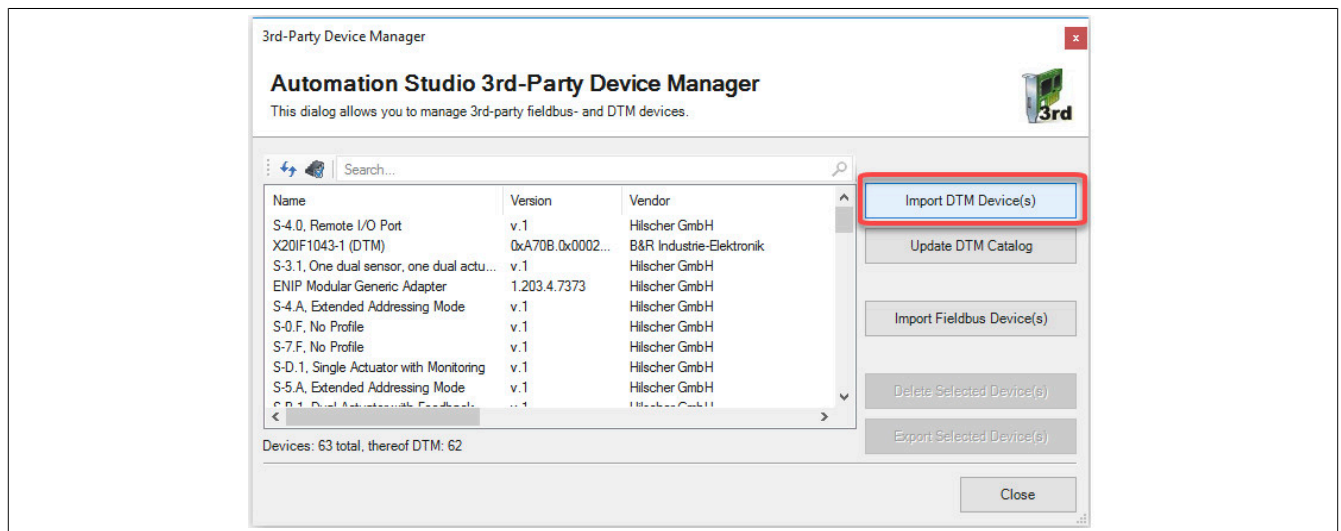 3rd-Party Device Manager
x
Automation Studio 3rd-Party Device Manager
This dialog allows you to manage 3rd-party fieldbus- and DTM devices.
3rd
Search...
Name Version Vendor
S-4.0, Remote I/O Port v.1 Hilscher GmbH
X20IF1043-1 (DTM) 0xA70B.0x0002... B&R Industrie-Elektronik
S-3.1, One dual sensor, one dual actu... v.1 Hilscher GmbH
ENIP Modular Generic Adapter 1.203.4.7373 Hilscher GmbH
S-4.A, Extended Addressing Mode v.1 Hilscher GmbH
S-0.F, No Profile v.1 Hilscher GmbH
S-7.F, No Profile v.1 Hilscher GmbH
S-D.1, Single Actuator with Monitoring v.1 Hilscher GmbH
S-5.A, Extended Addressing Mode v.1 Hilscher GmbH
Devices: 63 total, thereof DTM: 62
Import DTM Device(s)
Update DTM Catalog
Import Fieldbus Device(s)
Delete Selected Device(s)
Export Selected Device(s)
Close